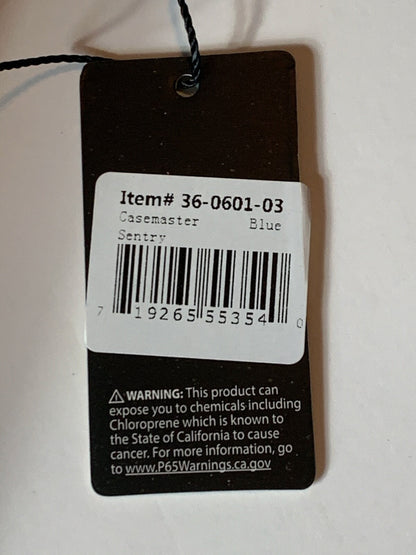 Item# 36-0601-03
Casemaster Blue
Sentry
7 19265 55354 0
⚠ WARNING: This product can
expose you to chemicals including
Chloroprene which is known to
the State of California to cause
cancer. For more information, go
to www.P65Warnings.ca.gov